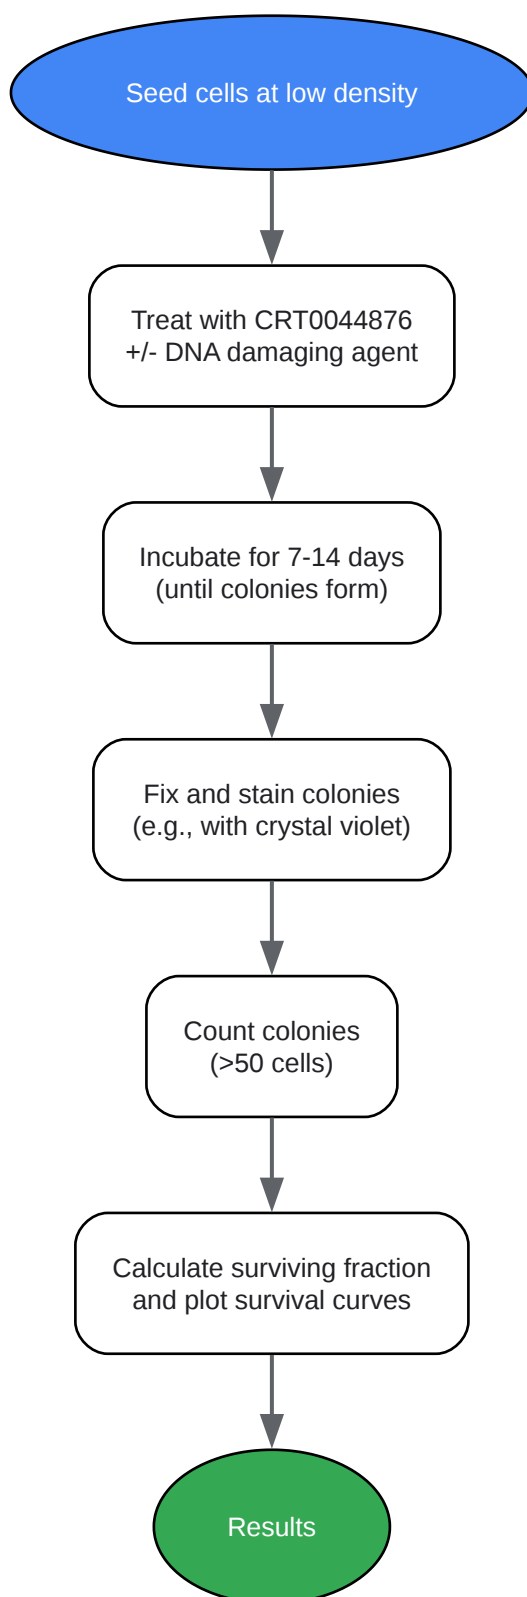 Seed cells at low density
Treat with CRT0044876
+/- DNA damaging agent
Incubate for 7-14 days
(until colonies form)
Fix and stain colonies
(e.g., with crystal violet)
Count colonies
(>50 cells)
Calculate surviving fraction
and plot survival curves
Results